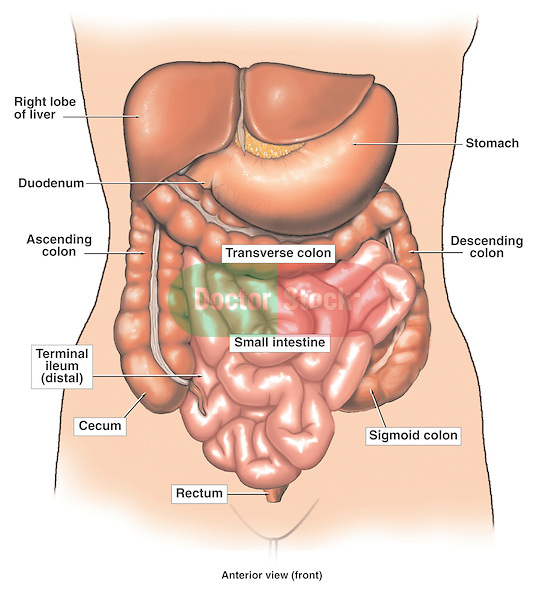 Right lobe
of liver
Stomach
Duodenum
Ascending
colon
Descending
colon
Transverse colon
Doctor Stock
Small intestine
Terminal
ileum
(distal)
Cecum
Sigmoid colon
Rectum
Anterior view (front)